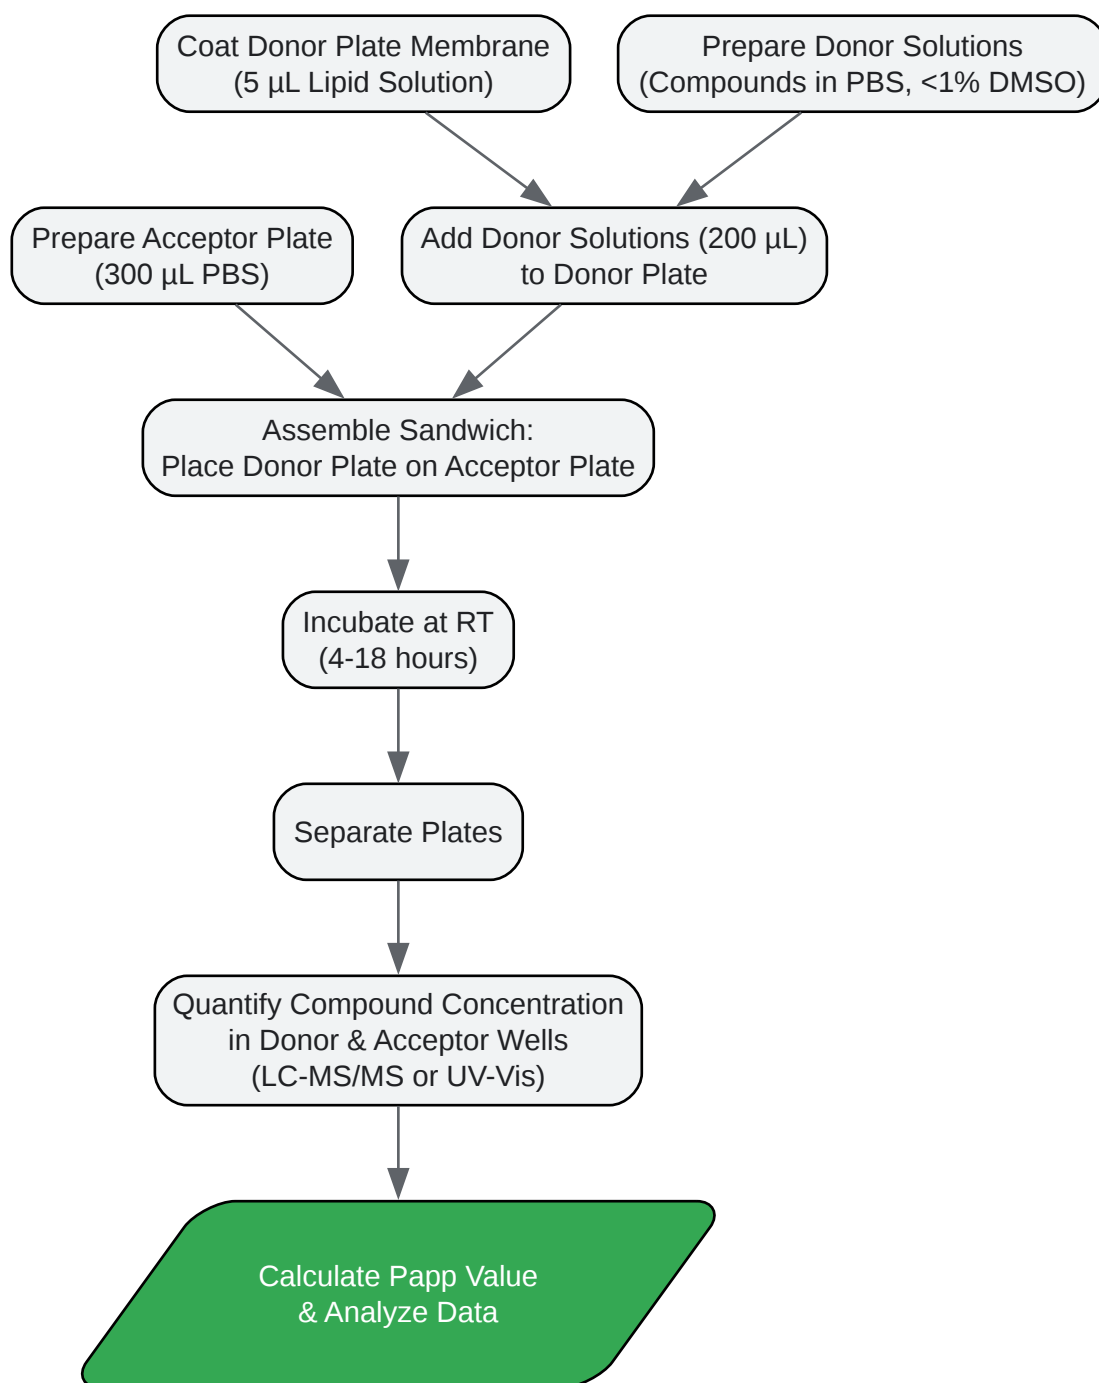 Coat Donor Plate Membrane
(5 µL Lipid Solution)
Prepare Donor Solutions
(Compounds in PBS, <1% DMSO)
Prepare Acceptor Plate
(300 µL PBS)
Add Donor Solutions (200 µL)
to Donor Plate
Assemble Sandwich:
Place Donor Plate on Acceptor Plate
Incubate at RT
(4-18 hours)
Separate Plates
Quantify Compound Concentration
in Donor & Acceptor Wells
(LC-MS/MS or UV-Vis)
Calculate Papp Value
& Analyze Data